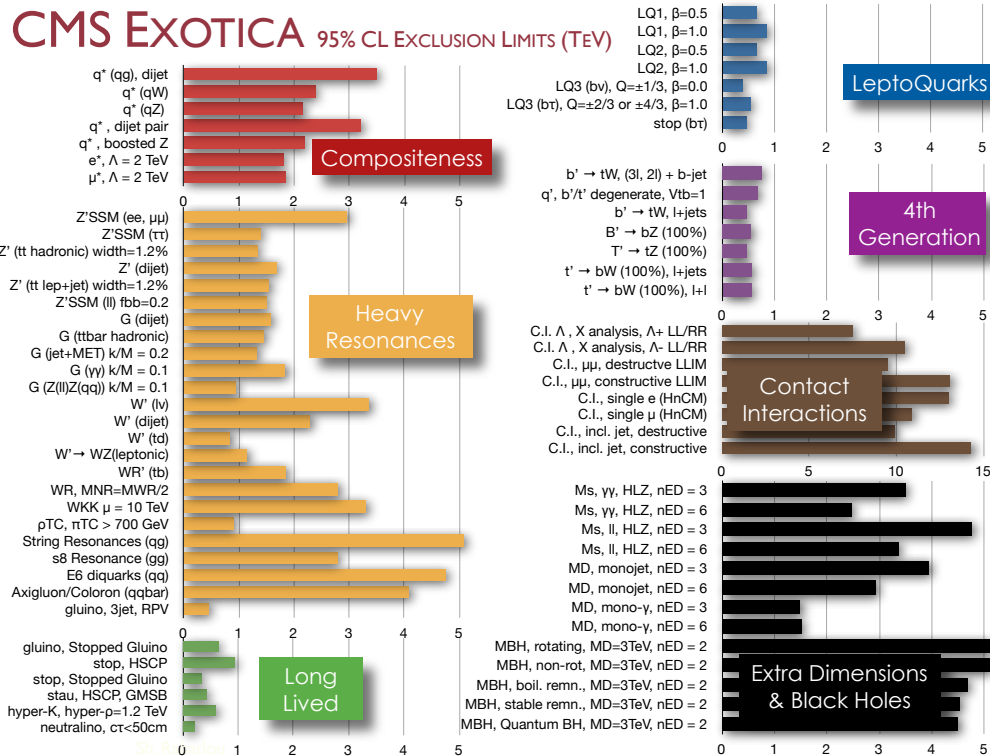 CMS EXOTICA 95% CL EXCLUSION LIMITS (TEV)
q* (qg), dijet
q* (qW)
q* (qZ)
q* , dijet pair
q* , boosted Z
e*, Λ = 2 TeV
μ*, Λ = 2 TeV
0 1 2 3 4 5
Compositeness
Z'SSM (ee, μμ)
Z'SSM (ττ)
Z' (tt hadronic) width=1.2%
Z' (dijet)
Z' (tt lep+jet) width=1.2%
Z'SSM (ll) fbb=0.2
G (dijet)
G (ttbar hadronic)
G (jet+MET) k/M = 0.2
G (γγ) k/M = 0.1
G (Z(ll)Z(qq)) k/M = 0.1
W' (lν)
W' (dijet)
W' (td)
W'→ WZ(leptonic)
WR' (tb)
WR, MNR=MWR/2
WKK μ = 10 TeV
ρTC, πTC > 700 GeV
String Resonances (qg)
s8 Resonance (gg)
E6 diquarks (qq)
Axigluon/Coloron (qqbar)
gluino, 3jet, RPV
0 1 2 3 4 5
Heavy
Resonances
gluino, Stopped Gluino
stop, HSCP
stop, Stopped Gluino
stau, HSCP, GMSB
hyper-K, hyper-ρ=1.2 TeV
neutralino, cτ<50cm
0 1 2 3 4 5
Long
Lived
LQ1, β=0.5
LQ1, β=1.0
LQ2, β=0.5
LQ2, β=1.0
LQ3 (bν), Q=±1/3, β=0.0
LQ3 (bτ), Q=±2/3 or ±4/3, β=1.0
stop (bτ)
0 1 2 3 4 5
LeptoQuarks
b' → tW, (3l, 2l) + b-jet
q', b'/t' degenerate, Vtb=1
b' → tW, l+jets
B' → bZ (100%)
T' → tZ (100%)
t' → bW (100%), l+jets
t' → bW (100%), l+l
0 1 2 3 4 5
4th
Generation
C.I. Λ , X analysis, Λ+ LL/RR
C.I. Λ , X analysis, Λ- LL/RR
C.I., μμ, destructve LLIM
C.I., μμ, constructve LLIM
C.I., single e (HnCM)
C.I., single μ (HnCM)
C.I., incl. jet, destructive
C.I., incl. jet, constructive
0 5 10 15
Contact
Interactions
Ms, γγ, HLZ, nED = 3
Ms, γγ, HLZ, nED = 6
Ms, ll, HLZ, nED = 3
Ms, ll, HLZ, nED = 6
MD, monojet, nED = 3
MD, monojet, nED = 6
MD, mono-γ, nED = 3
MD, mono-γ, nED = 6
MBH, rotating, MD=3TeV, nED = 2
MBH, non-rot, MD=3TeV, nED = 2
MBH, boil. remn., MD=3TeV, nED = 2
MBH, stable remn., MD=3TeV, nED = 2
MBH, Quantum BH, MD=3TeV, nED = 2
0 1 2 3 4 5
Extra Dimensions
& Black Holes